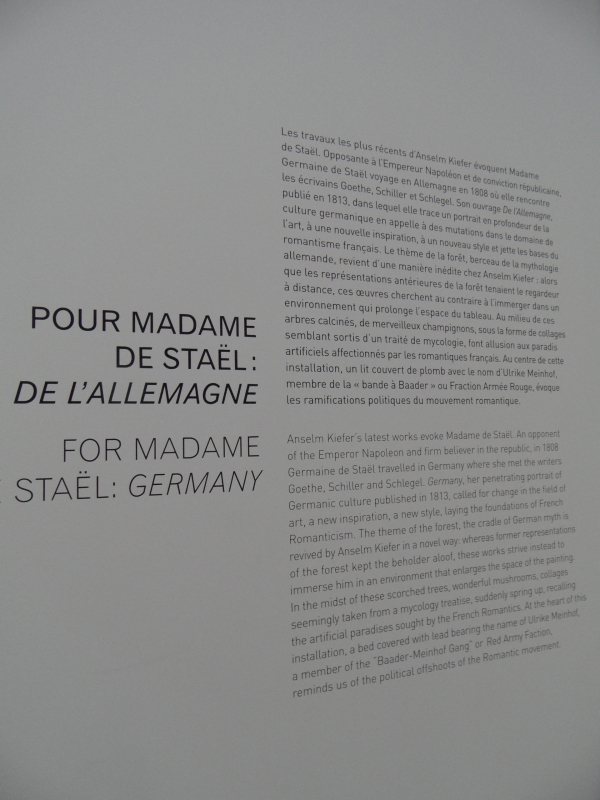 POUR MADAME
DE STAËL :
DE L'ALLEMAGNE
FOR MADAME
STAËL: GERMANY
Les travaux les plus récents d'Anselm Kiefer évoquent Madame
de Staël. Opposante à l'Empereur Napoléon et de conviction républicaine,
Germaine de Staël voyage en Allemagne en 1808 où elle rencontre
les écrivains Goethe, Schiller et Schlegel. Son ouvrage De l'Allemagne,
publié en 1813, dans lequel elle trace un portrait en profondeur de la
culture germanique en appelle à des mutations dans le domaine de
l'art, à une nouvelle inspiration, à un nouveau style et jette les bases du
romantisme français. Le thème de la forêt, berceau de la mythologie
allemande, revient d'une manière inédite chez Anselm Kiefer : alors
que les représentations antérieures de la forêt tenaient le regardeur
à distance, ces œuvres cherchent au contraire à l'immerger dans un
environnement qui prolonge l'espace du tableau. Au milieu de ces
arbres calcinés, de merveilleux champignons, sous la forme de collages
semblant sortis d'un traité de mycologie, font allusion aux paradis
artificiels affectionnés par les romantiques français. Au centre de cette
installation, un lit couvert de plomb avec le nom d'Ulrike Meinhof,
membre de la « bande à Baader » ou Fraction Armée Rouge, évoque
les ramifications politiques du mouvement romantique.
Anselm Kiefer's latest works evoke Madame de Staël. An opponent
of the Emperor Napoleon and firm believer in the republic, in 1808
Germaine de Staël travelled in Germany where she met the writers
Goethe, Schiller and Schlegel. Germany, her penetrating portrait of
Germanic culture published in 1813, called for change in the field of
art, a new inspiration, a new style, laying the foundations of French
Romanticism. The theme of the forest, the cradle of German myth is
revived by Anselm Kiefer in a novel way: whereas former representations
of the forest kept the beholder aloof, these works strive instead to
immerse him in an environment that enlarges the space of the painting.
In the midst of these scorched trees, wonderful mushrooms, collages
seemingly taken from a mycology treatise, suddenly spring up, recalling
the artificial paradises sought by the French Romantics. At the heart of this
installation, a bed covered with lead bearing the name of Ulrike Meinhof,
a member of the "Baader-Meinhof Gang" or Red Army Faction,
reminds us of the political offshoots of the Romantic movement.